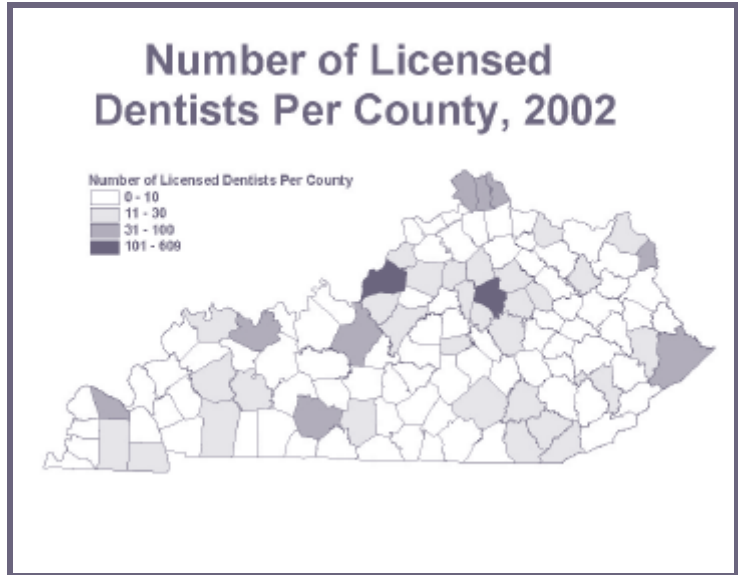 Number of Licensed
Dentists Per County, 2002
Number of Licensed Dentists Per County
0 - 10
11 - 30
31 - 100
101 - 609